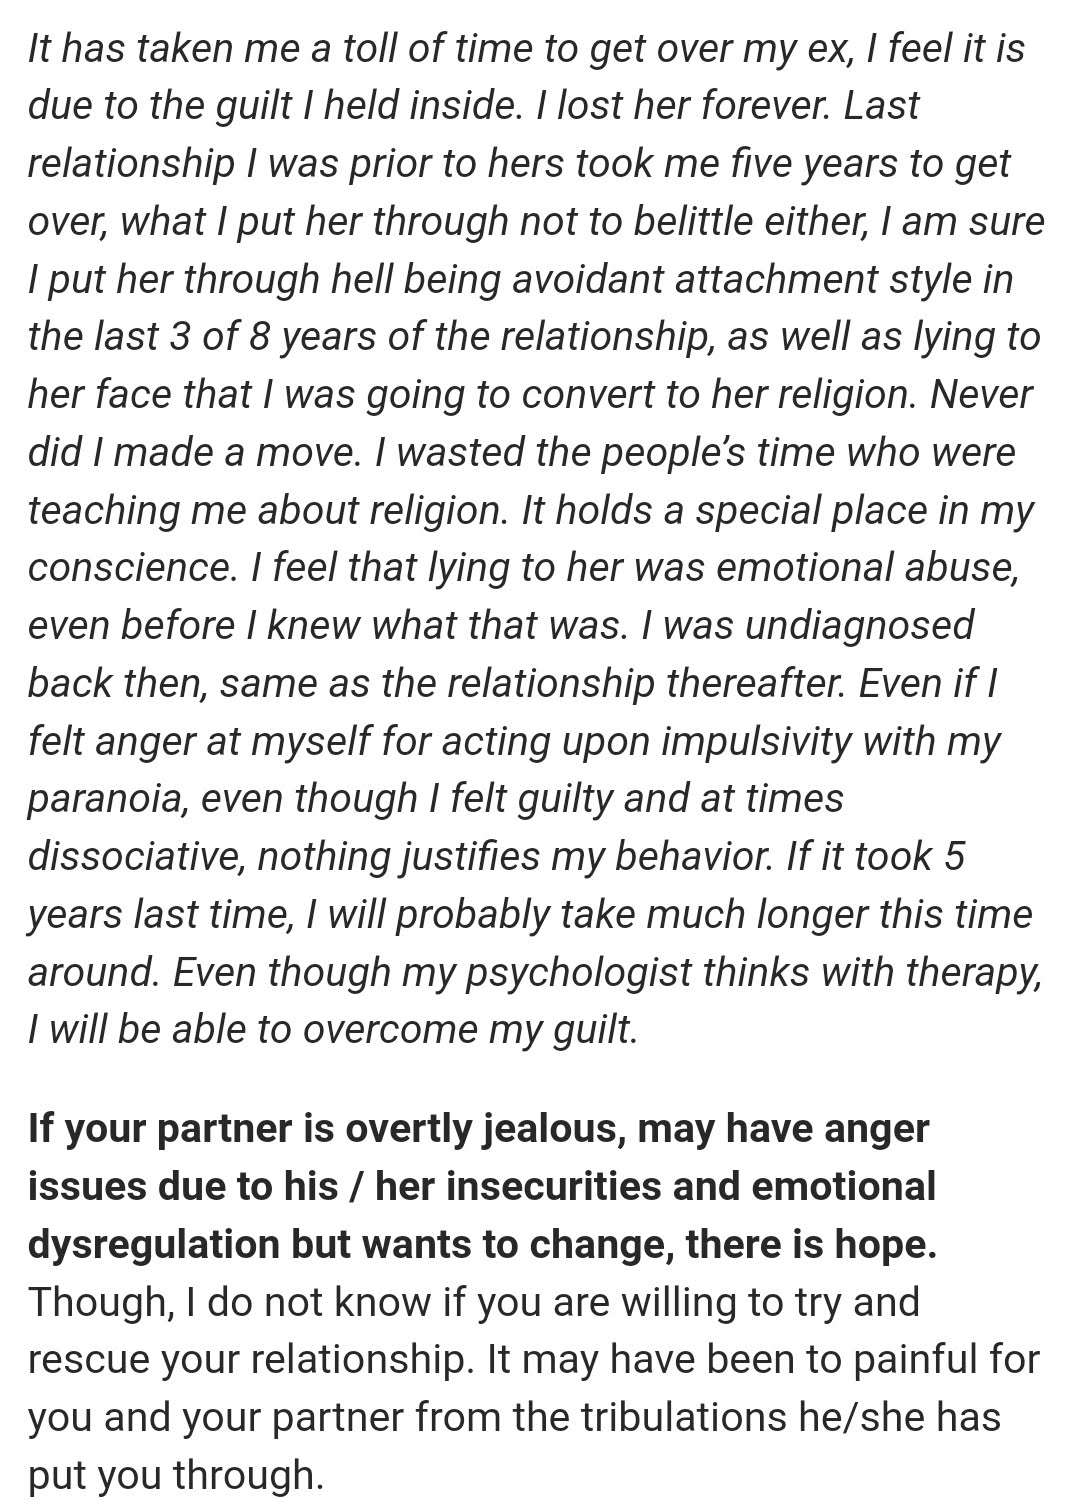 It has taken me a toll of time to get over my ex, I feel it is
due to the guilt I held inside. I lost her forever. Last
relationship I was prior to hers took me five years to get
over, what I put her through not to belittle either, I am sure
I put her through hell being avoidant attachment style in
the last 3 of 8 years of the relationship, as well as lying to
her face that I was going to convert to her religion. Never
did I made a move. I wasted the people’s time who were
teaching me about religion. It holds a special place in my
conscience. I feel that lying to her was emotional abuse,
even before I knew what that was. I was undiagnosed
back then, same as the relationship thereafter. Even if I
felt anger at myself for acting upon impulsivity with my
paranoia, even though I felt guilty and at times
dissociative, nothing justifies my behavior. If it took 5
years last time, I will probably take much longer this time
around. Even though my psychologist thinks with therapy,
I will be able to overcome my guilt.
If your partner is overtly jealous, may have anger
issues due to his / her insecurities and emotional
dysregulation but wants to change, there is hope.
Though, I do not know if you are willing to try and
rescue your relationship. It may have been to painful for
you and your partner from the tribulations he/she has
put you through.